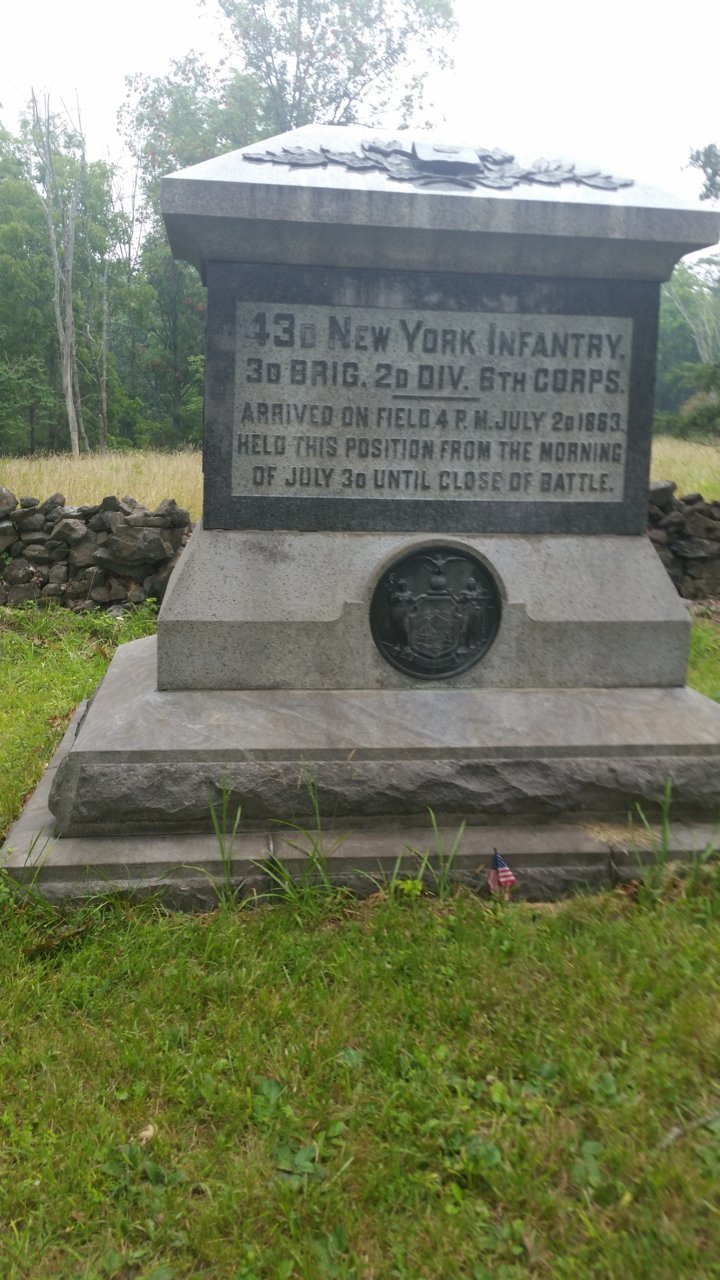 43D NEW YORK INFANTRY,
3D BRIG. 2D DIV. 6TH CORPS.
ARRIVED ON FIELD 4 P.M. JULY 2D 1863.
HELD THIS POSITION FROM THE MORNING
OF JULY 3D UNTIL CLOSE OF BATTLE.